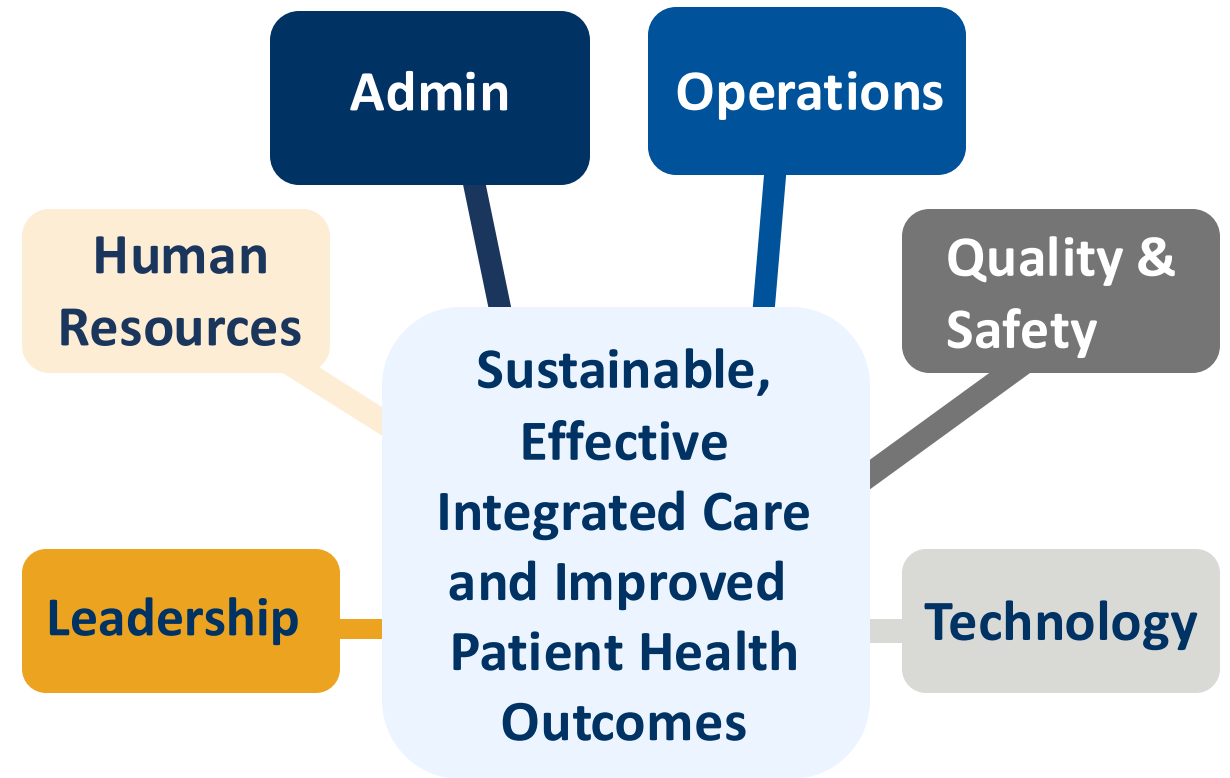 Admin
Operations
Human
Resources
Quality &
Safety
Sustainable,
Effective
Integrated Care
and Improved
Patient Health
Outcomes
Leadership
Technology